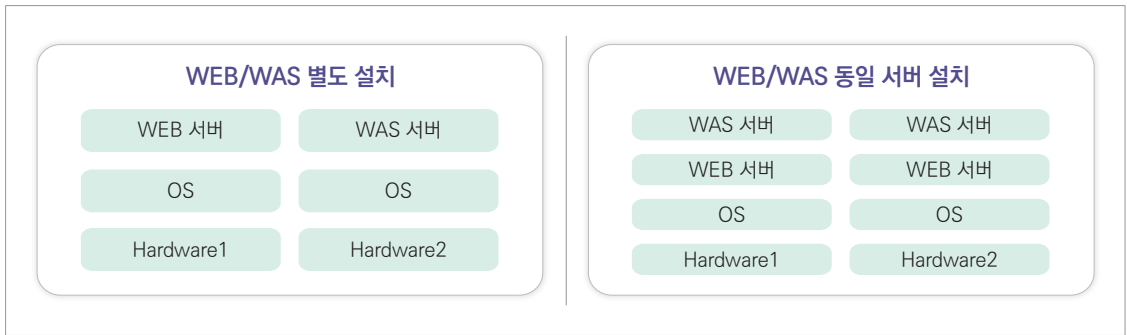 WEB/WAS 별도 설치
WEB 서버 WAS 서버
OS OS
Hardware1 Hardware2
WEB/WAS 동일 서버 설치
WAS 서버 WAS 서버
WEB 서버 WEB 서버
OS OS
Hardware1 Hardware2